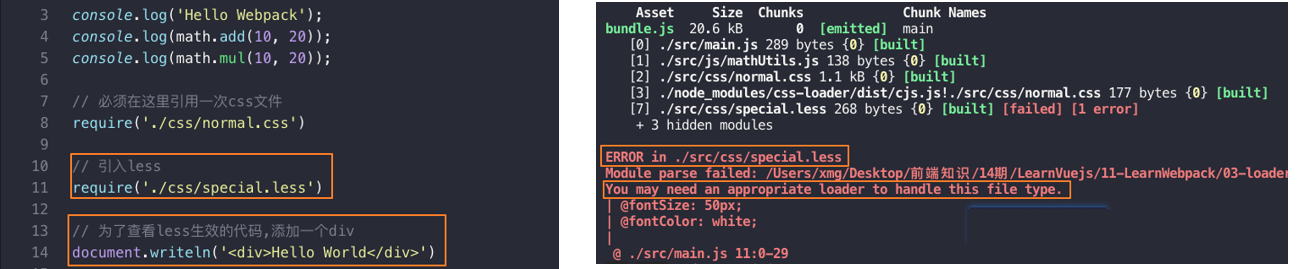 3 console.log('Hello Webpack');
4 console.log(math.add(10, 20));
5 console.log(math.mul(10, 20));
6
7 // 必须在这里引用一次css文件
8 require('./css/normal.css')
9
10 // 引入less
11 require('./css/special.less')
12
13 // 为了查看less生效的代码,添加一个div
14 document.writeln('<div>Hello World</div>')
Asset Size Chunks Chunk Names
bundle.js 20.6 kB 0 [emitted] main
[0] ./src/main.js 289 bytes {0} [built]
[1] ./src/js/mathUtils.js 138 bytes {0} [built]
[2] ./src/css/normal.css 1.1 kB {0} [built]
[3] ./node_modules/css-loader/dist/cjs.js!./src/css/normal.css 177 bytes {0} [built]
[7] ./src/css/special.less 268 bytes {0} [built] [failed] [1 error]
+ 3 hidden modules
ERROR in ./src/css/special.less
Module parse failed: /Users/xmg/Desktop/前端知识/14期/LearnVuejs/11-LearnWebpack/03-loader
You may need an appropriate loader to handle this file type.
| @fontSize: 50px;
| @fontColor: white;
|
@ ./src/main.js 11:0-29